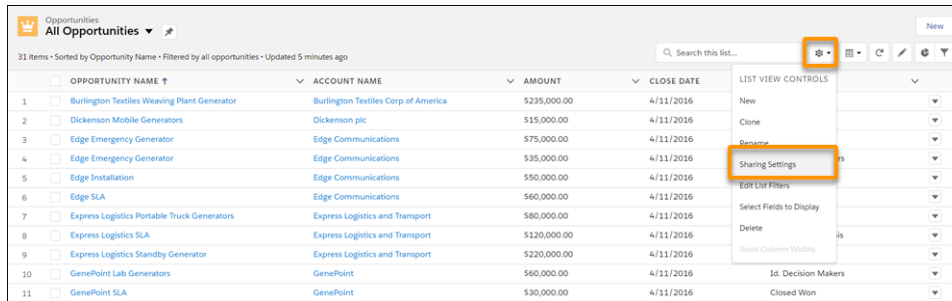 Opportunities
All Opportunities
New
31 items • Sorted by Opportunity Name • Filtered by all opportunities • Updated 5 minutes ago
Search this list...
OPPORTUNITY NAME ↑ ACCOUNT NAME AMOUNT CLOSE DATE
LIST VIEW CONTROLS
New
Clone
Rename
Sharing Settings
Edit List Filters
Select Fields to Display
Delete
Reset Column Widths
1 Burlington Textiles Weaving Plant Generator Burlington Textiles Corp of America $235,000.00 4/11/2016
2 Dickenson Mobile Generators Dickenson plc $15,000.00 4/11/2016
3 Edge Emergency Generator Edge Communications $75,000.00 4/11/2016
4 Edge Emergency Generator Edge Communications $35,000.00 4/11/2016
5 Edge Installation Edge Communications $50,000.00 4/11/2016
6 Edge SLA Edge Communications $60,000.00 4/11/2016
7 Express Logistics Portable Truck Generators Express Logistics and Transport $80,000.00 4/11/2016
8 Express Logistics SLA Express Logistics and Transport $120,000.00 4/11/2016
9 Express Logistics Standby Generator Express Logistics and Transport $220,000.00 4/11/2016
10 GenePoint Lab Generators GenePoint $60,000.00 4/11/2016 Id. Decision Makers
11 GenePoint SLA GenePoint $30,000.00 4/11/2016 Closed Won